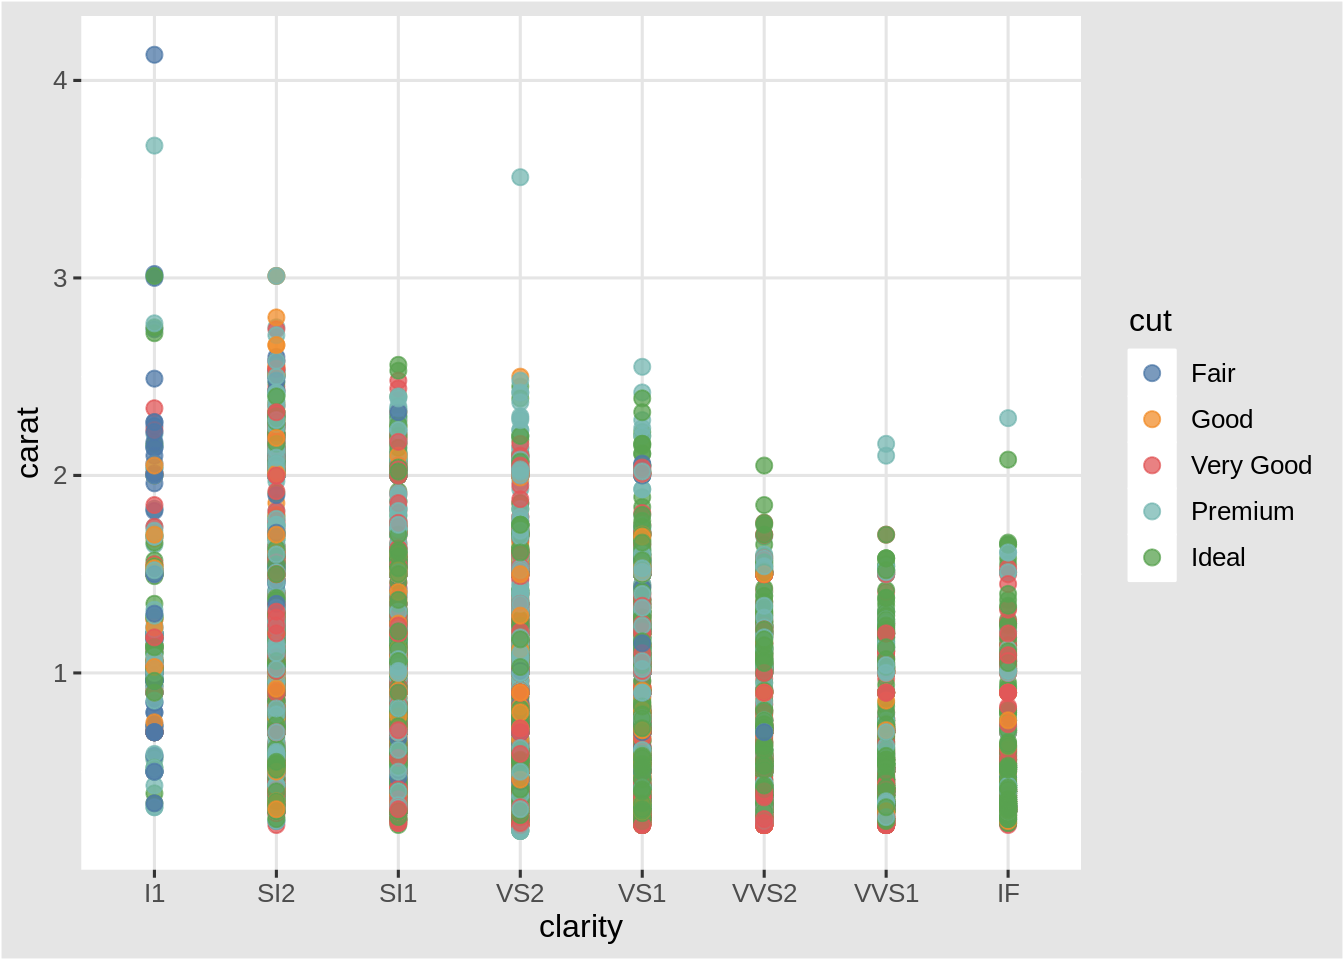 4
3
2
1
carat
I1 SI2 SI1 VS2 VS1 VVS2 VVS1 IF
clarity
cut
Fair
Good
Very Good
Premium
Ideal